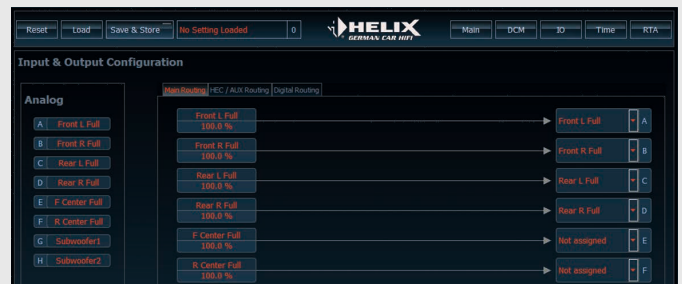 Reset Load Save & Store No Setting Loaded 0 HELIX Main DCM IO Time RTA
GERMAN CAR HIFI
Input & Output Configuration
Main Routing HEC / AUX Routing Digital Routing
Analog
A Front L Full
B Front R Full
C Rear L Full
D Rear R Full
E F Center Full
F R Center Full
G Subwoofer1
H Subwoofer2
Front L Full
100.0 %
Front L Full A
Front R Full
100.0 %
Front R Full B
Rear L Full
100.0 %
Rear L Full C
Rear R Full
100.0 %
Rear R Full D
F Center Full
100.0 %
Not assigned E
R Center Full
100.0 %
Not assigned F